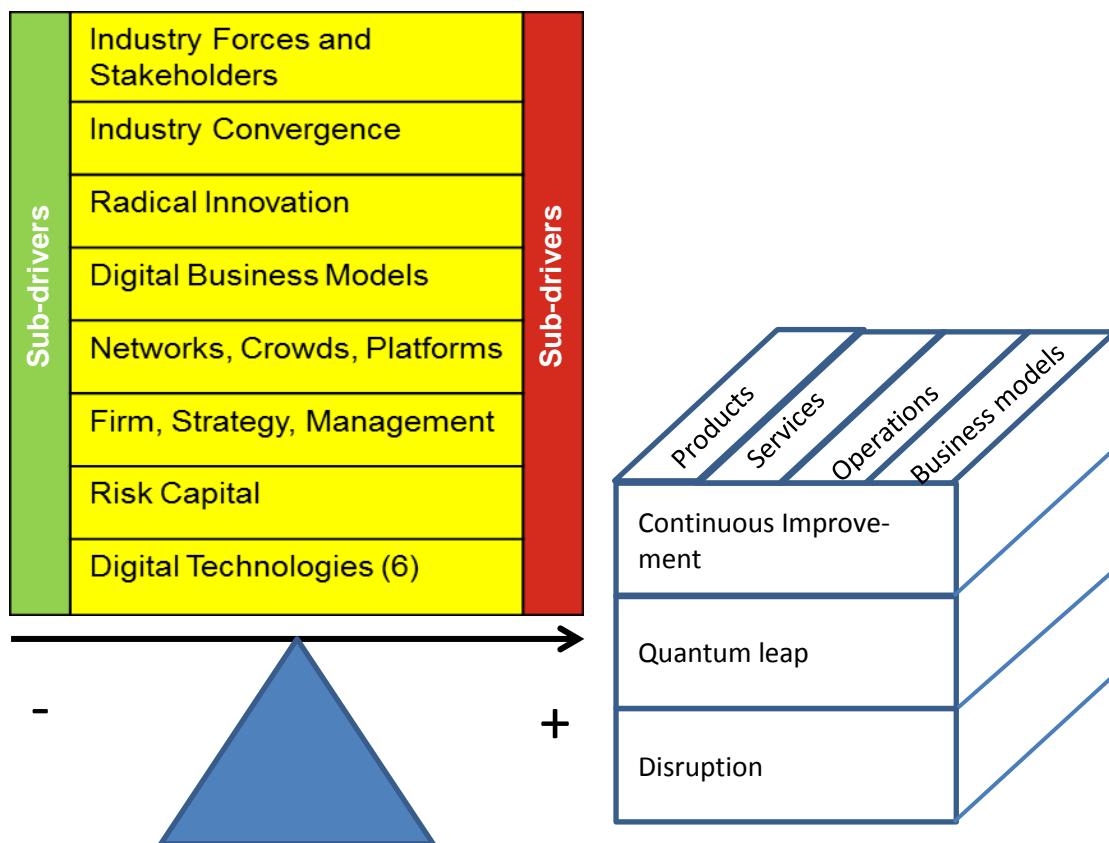 Sub-drivers
Industry Forces and
Stakeholders
Industry Convergence
Radical Innovation
Digital Business Models
Networks, Crowds, Platforms
Firm, Strategy, Management
Risk Capital
Digital Technologies (6)
Sub-drivers
-
+
Products
Services
Operations
Business models
Continuous Improve-
ment
Quantum leap
Disruption